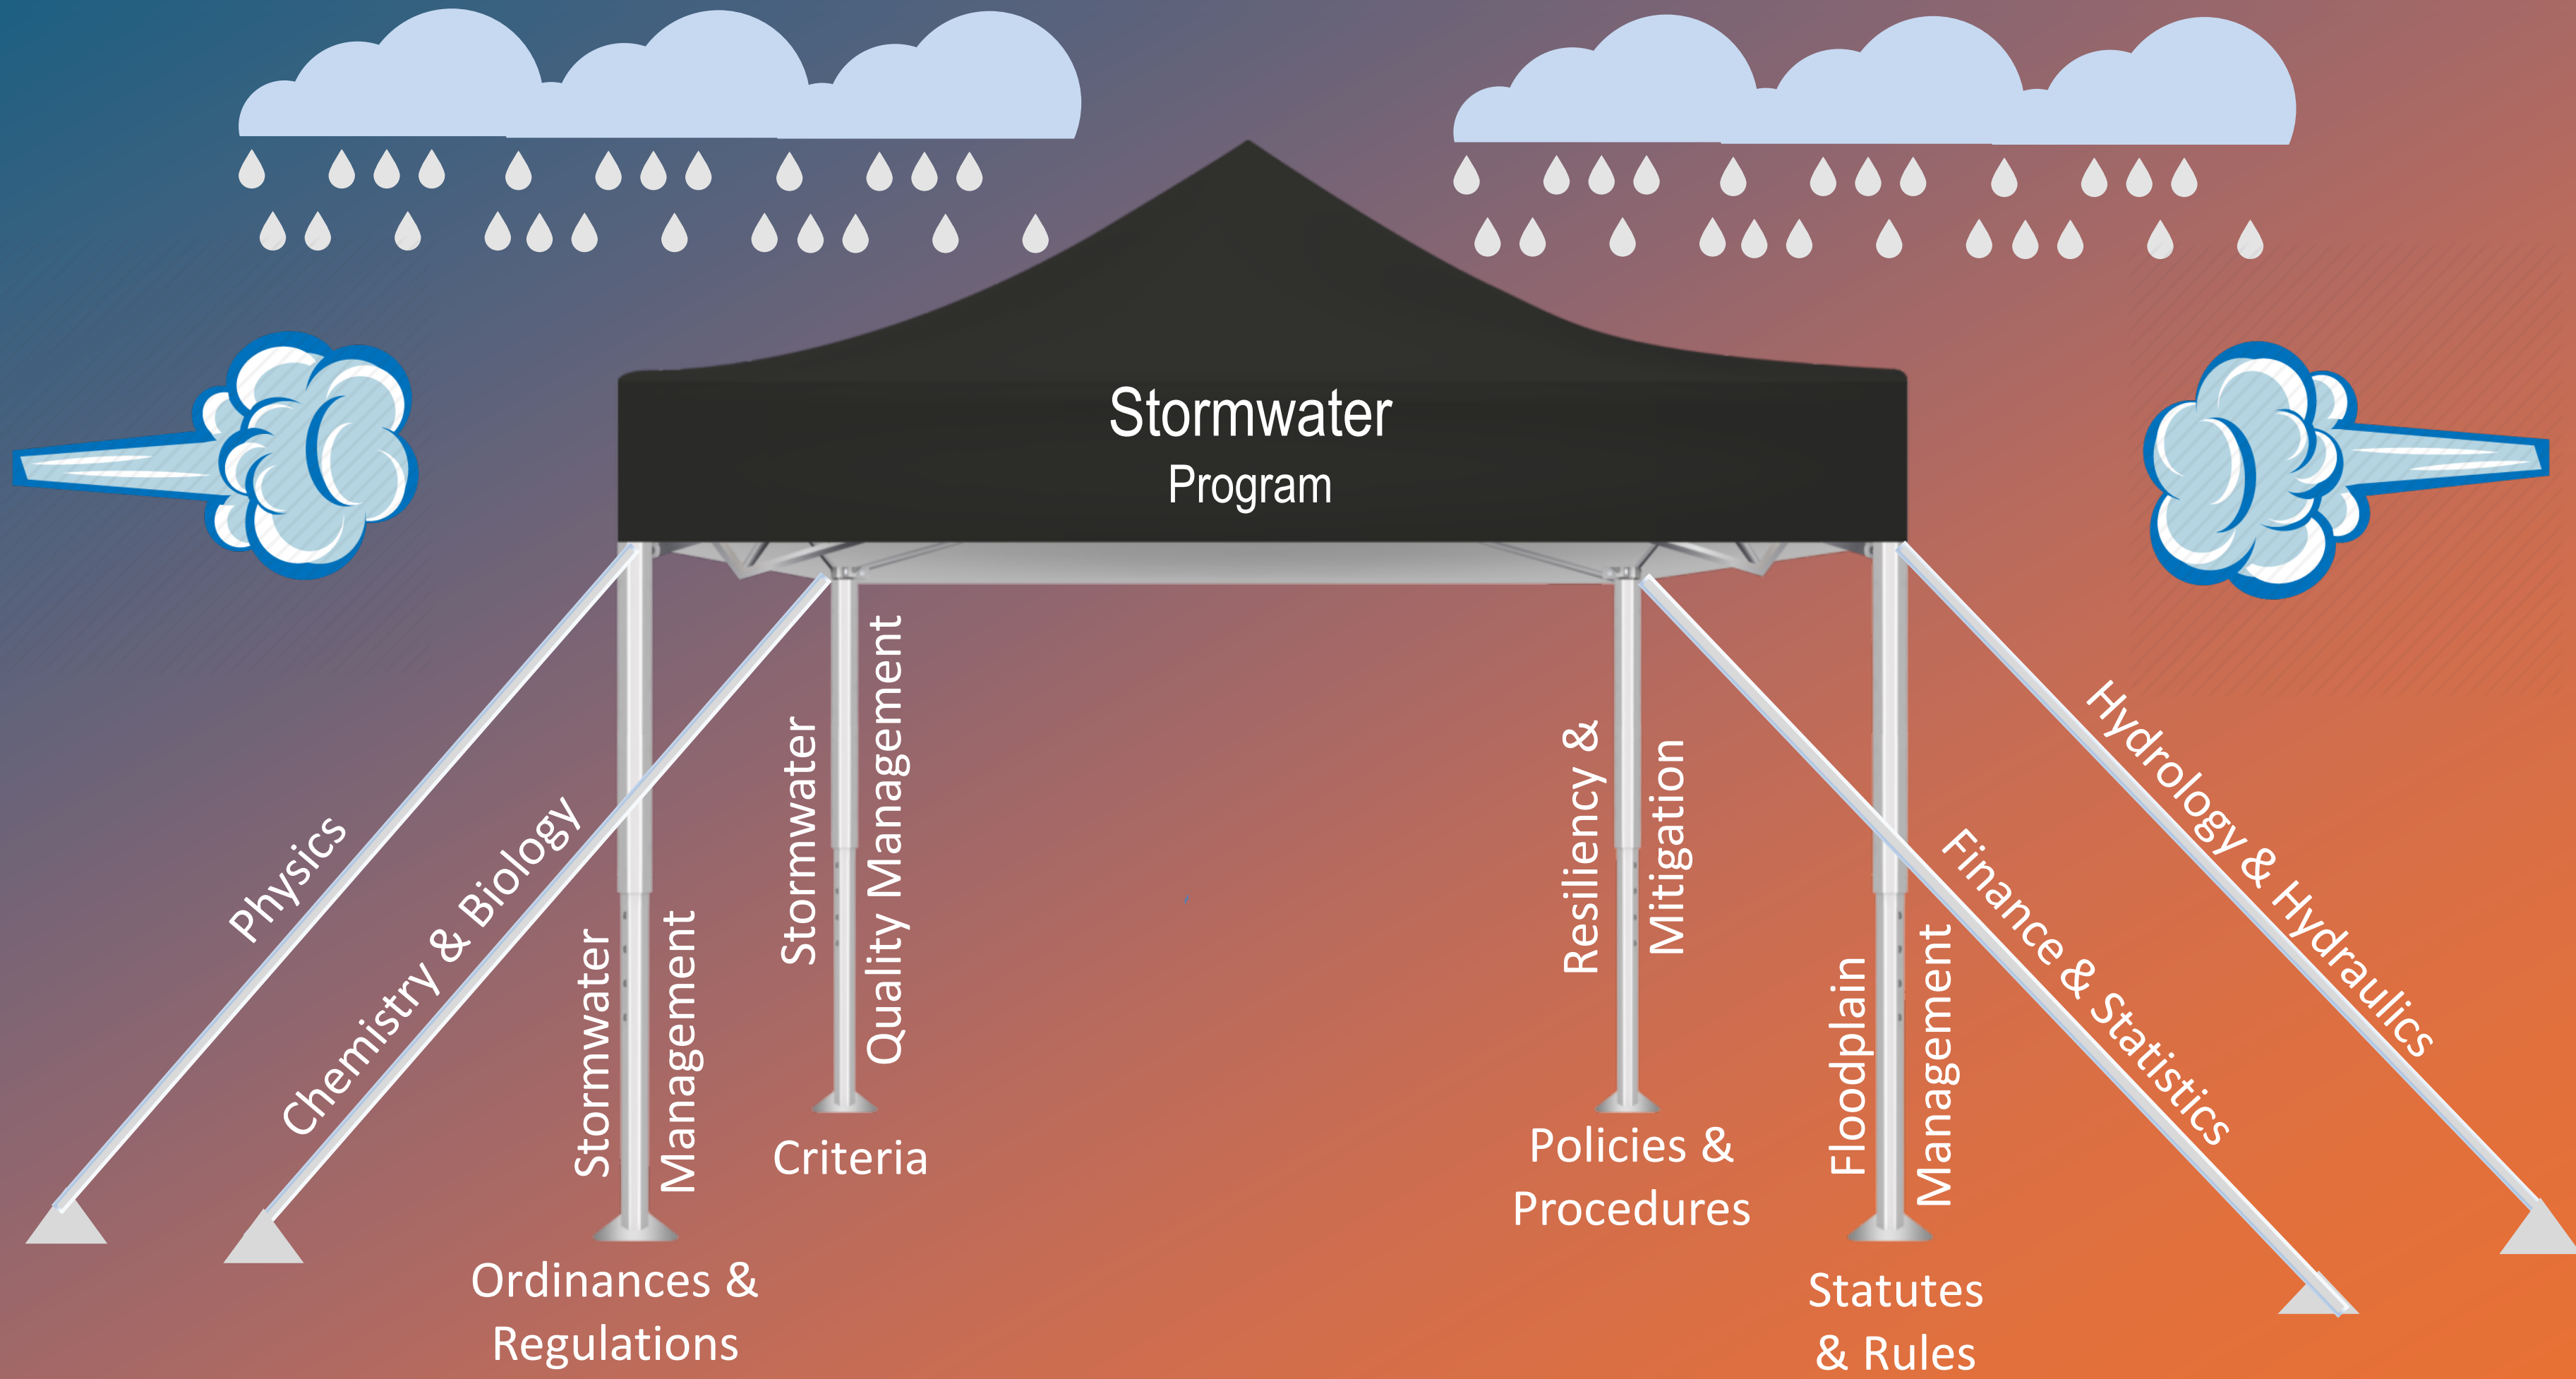 Stormwater
Program
Physics
Chemistry & Biology
Stormwater
Management
Stormwater
Quality Management
Resiliency &
Mitigation
Floodplain
Management
Finance & Statistics
Hydrology & Hydraulics
Criteria
Policies &
Procedures
Ordinances &
Regulations
Statutes
& Rules